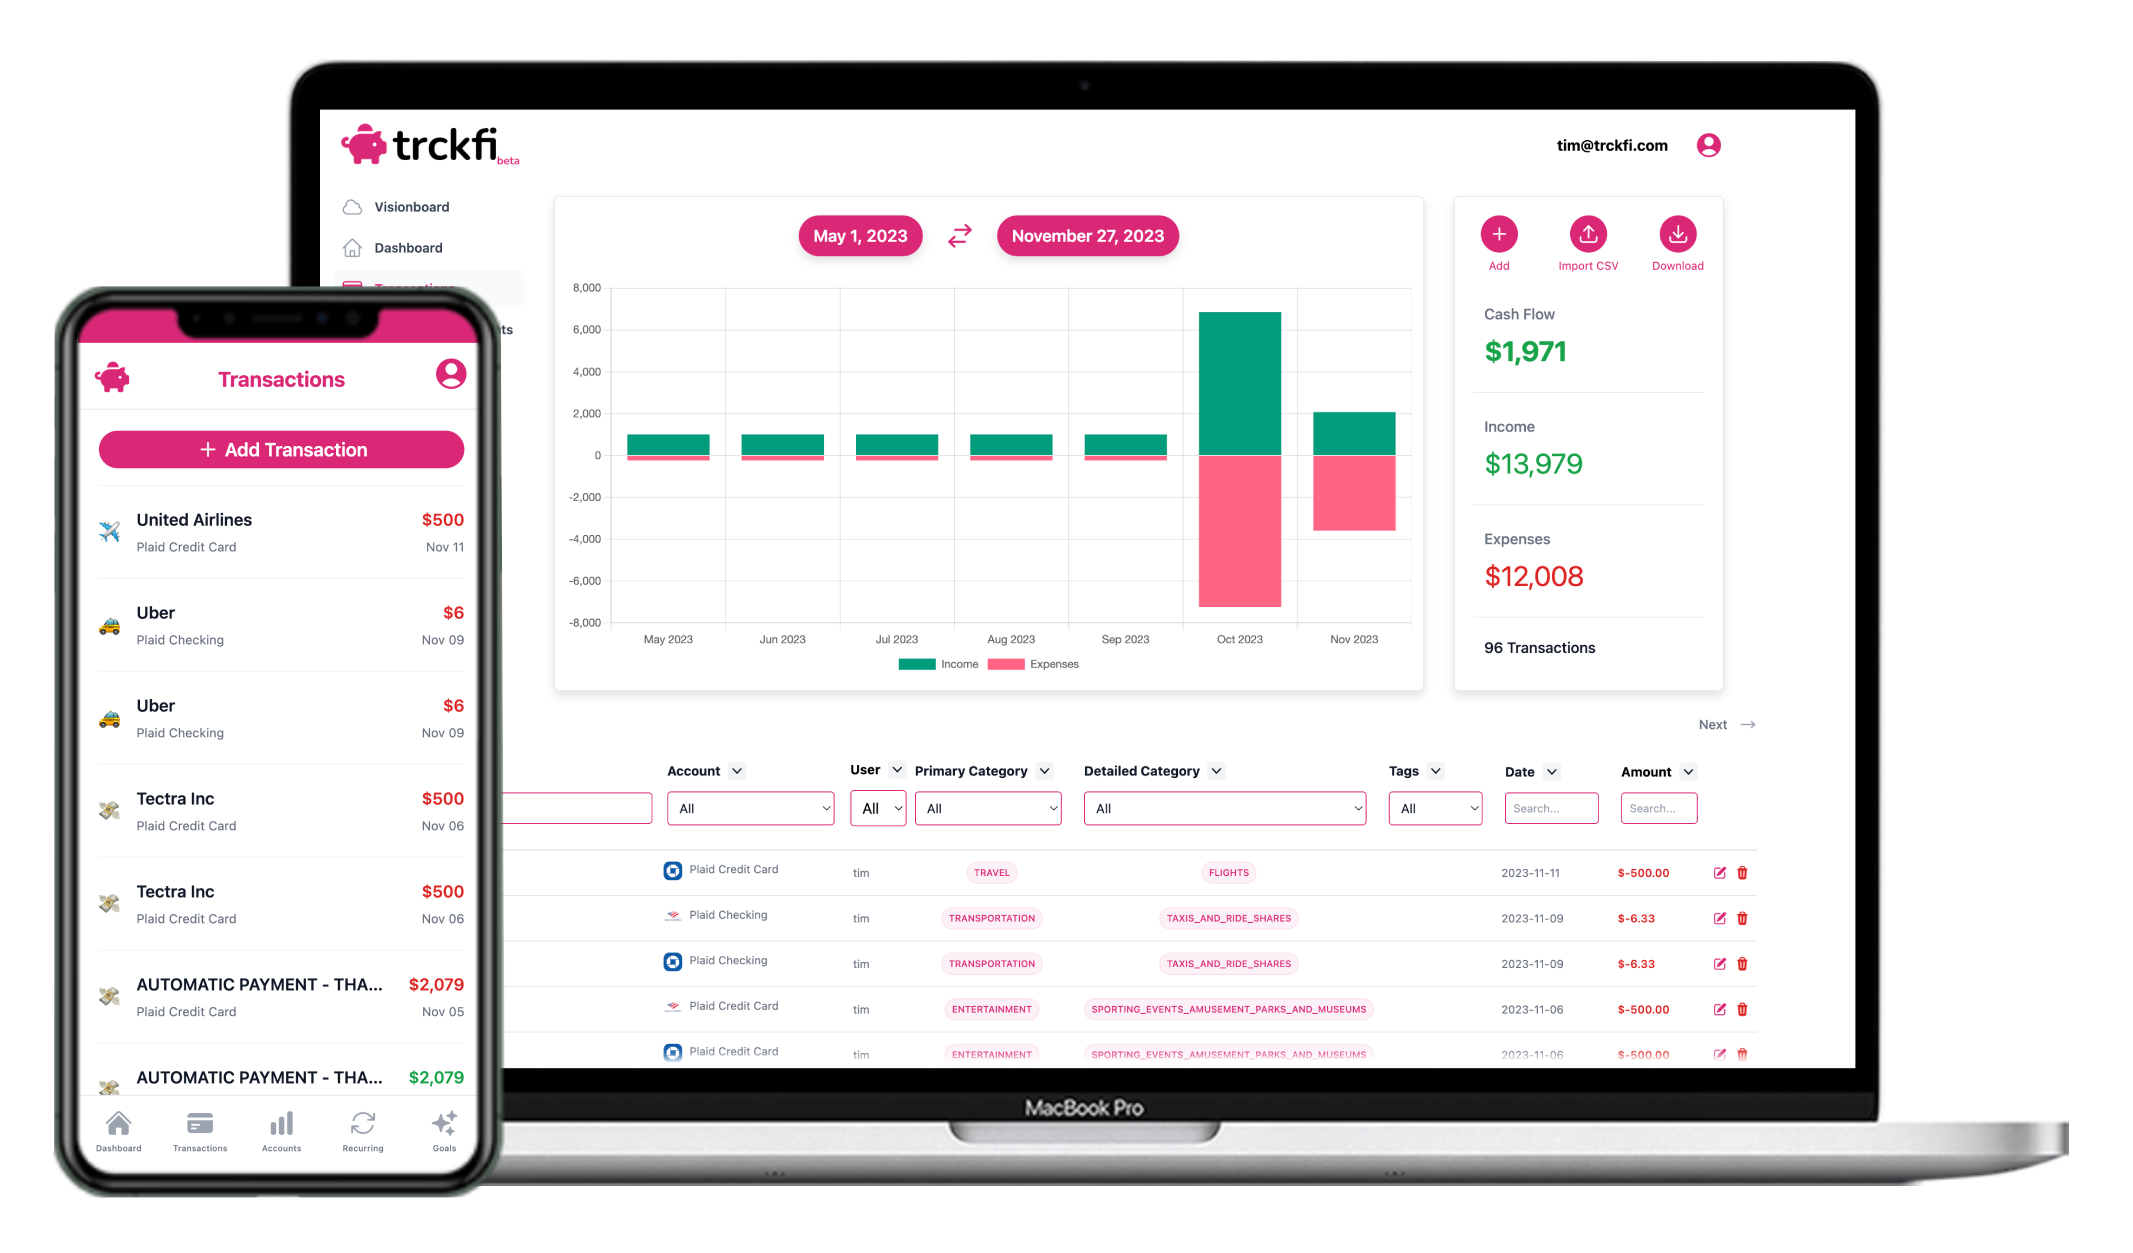 trckfi beta
tim@trckfi.com
Visionboard
Dashboard
Transactions
ts
May 1, 2023
November 27, 2023
8,000
6,000
4,000
2,000
0
-2,000
-4,000
-6,000
-8,000
May 2023 Jun 2023 Jul 2023 Aug 2023 Sep 2023 Oct 2023 Nov 2023
Income Expenses
Add Import CSV Download
Cash Flow
$1,971
Income
$13,979
Expenses
$12,008
96 Transactions
Next
Account User Primary Category Detailed Category Tags Date Amount
All All All All All Search... Search...
Plaid Credit Card tim TRAVEL FLIGHTS 2023-11-11 $-500.00
Plaid Checking tim TRANSPORTATION TAXIS_AND_RIDE_SHARES 2023-11-09 $-6.33
Plaid Checking tim TRANSPORTATION TAXIS_AND_RIDE_SHARES 2023-11-09 $-6.33
Plaid Credit Card tim ENTERTAINMENT SPORTING_EVENTS_AMUSEMENT_PARKS_AND_MUSEUMS 2023-11-06 $-500.00
Plaid Credit Card tim ENTERTAINMENT SPORTING_EVENTS_AMUSEMENT_PARKS_AND_MUSEUMS 2023-11-06 $-500.00
MacBook Pro
Transactions
+ Add Transaction
United Airlines $500
Plaid Credit Card Nov 11
Uber $6
Plaid Checking Nov 09
Uber $6
Plaid Checking Nov 09
Tectra Inc $500
Plaid Credit Card Nov 06
Tectra Inc $500
Plaid Credit Card Nov 06
AUTOMATIC PAYMENT - THA... $2,079
Plaid Credit Card Nov 05
AUTOMATIC PAYMENT - THA... $2,079
Dashboard Transactions Accounts Recurring Goals